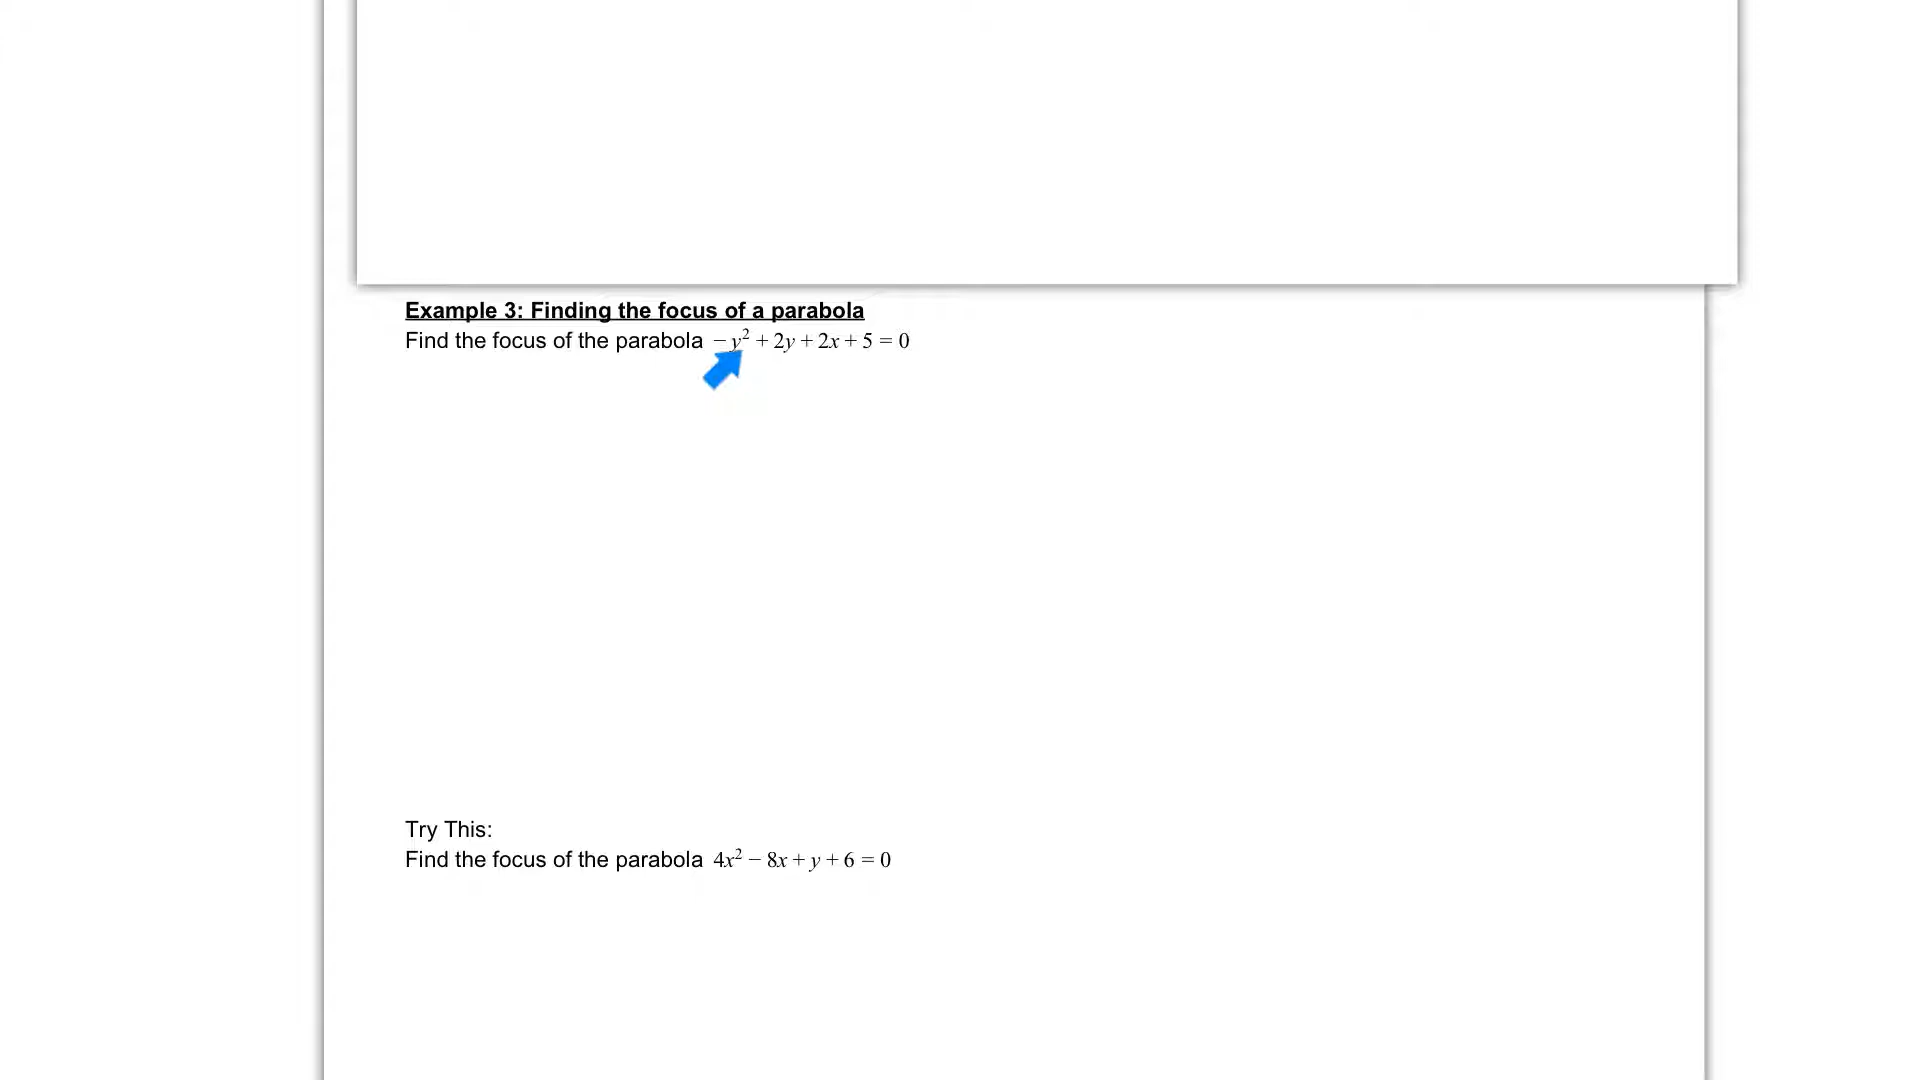 Example 3: Finding the focus of a parabola
Find the focus of the parabola −y² + 2y + 2x + 5 = 0
Try This:
Find the focus of the parabola 4x² − 8x + y + 6 = 0